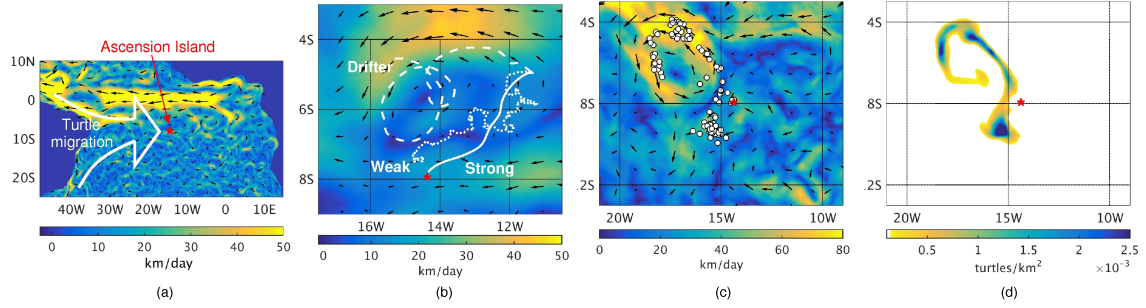 Ascension Island
10N
0
10S
20S
Turtle
migration
40W 30W 20W 10W 0 10E
0 10 20 30 40 50
km/day
(a)
4S
6S
8S
Drifter
Weak
Strong
16W 14W 12W
0 10 20 30 40 50
km/day
(b)
4S
8S
.2S
20W 15W 10W
0 20 40 60 80
km/day
(c)
4S
8S
.2S
20W 15W 10W
0.5 1 1.5 2 2.5
turtles/km² ×10⁻³
(d)